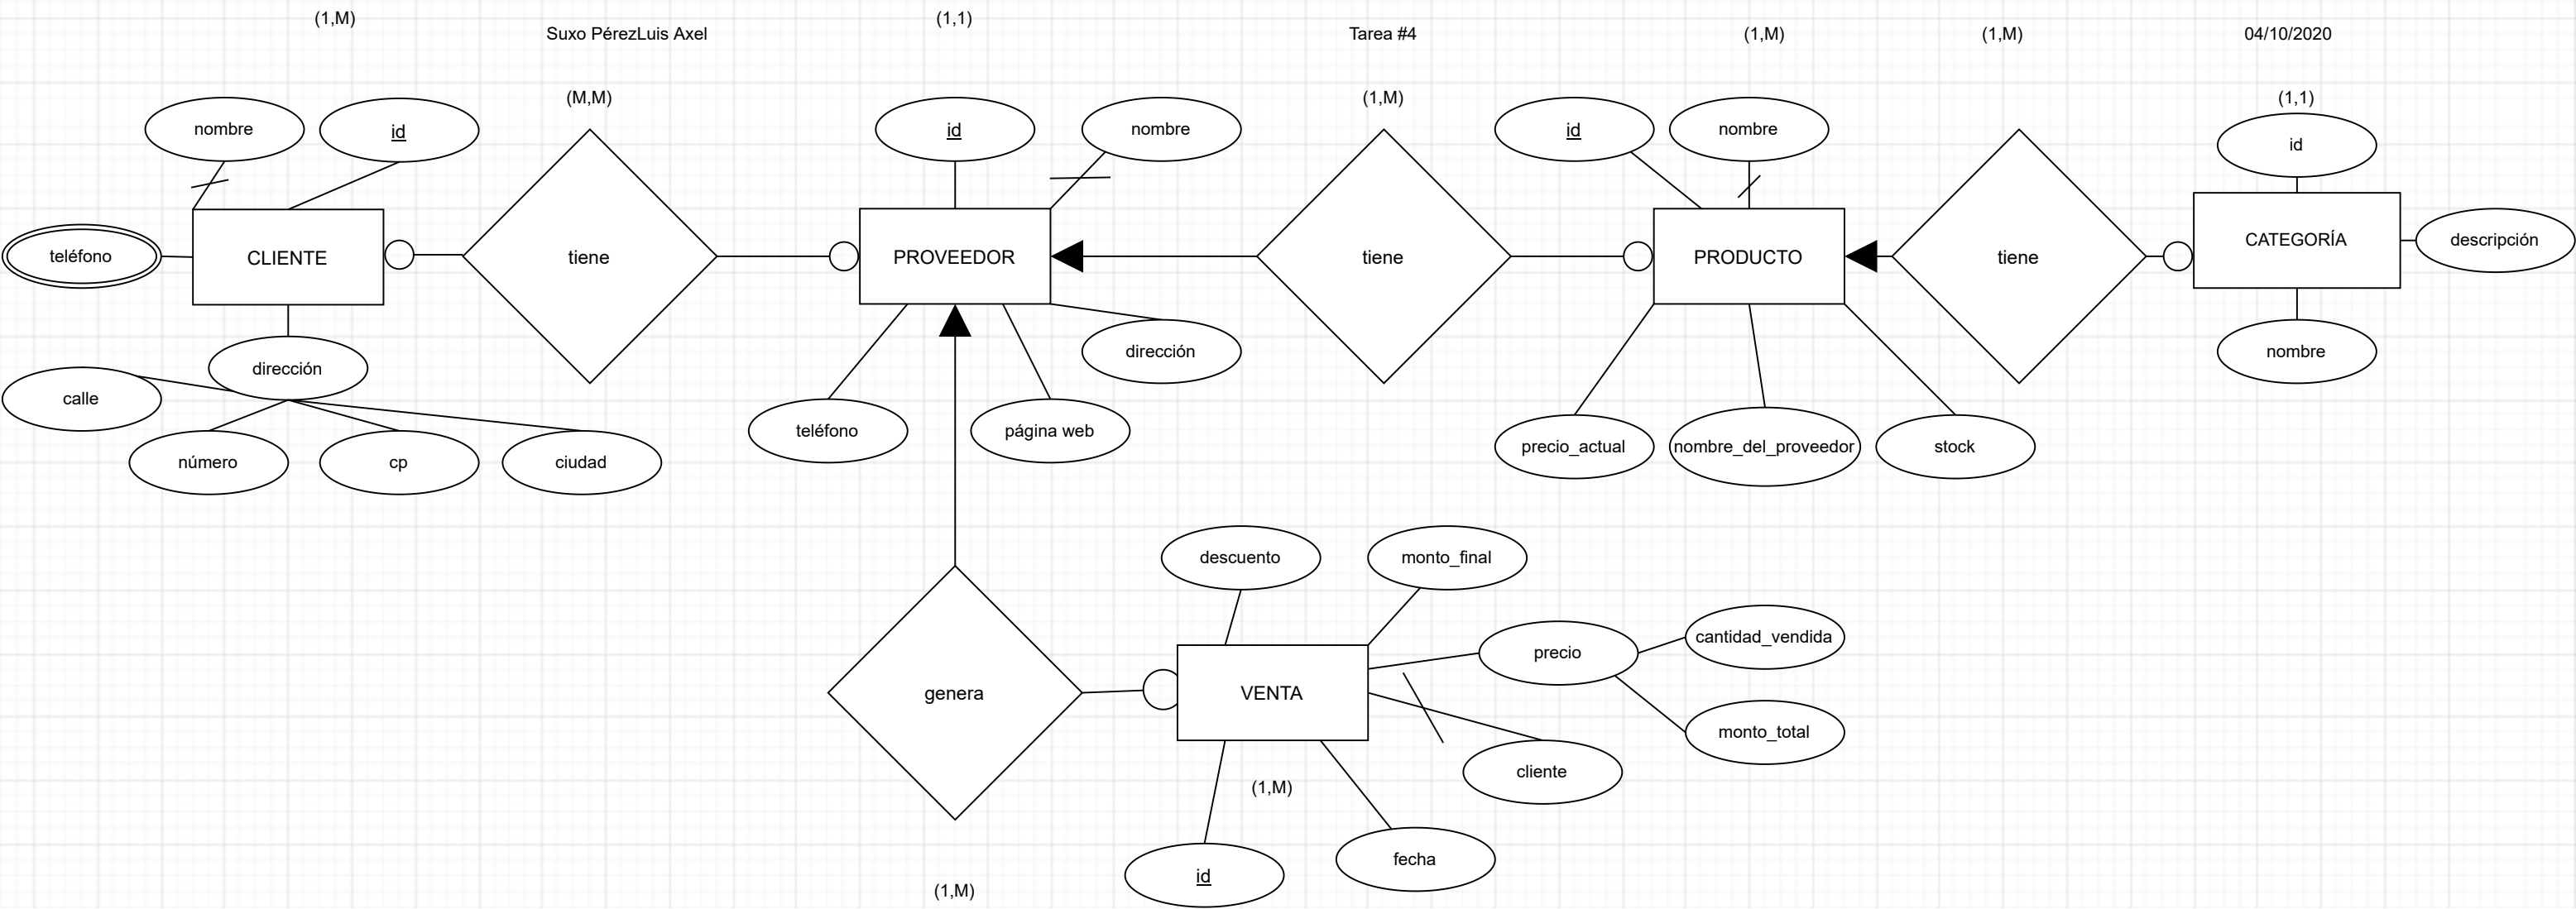 (1,M)
(1,1)
Suxo PérezLuis Axel
Tarea #4
(1,M)
(1,M)
04/10/2020
(M,M)
(1,M)
(1,1)
nombre
id
id
nombre
id
nombre
id
teléfono
CLIENTE
tiene
PROVEEDOR
tiene
PRODUCTO
tiene
CATEGORÍA
descripción
dirección
dirección
nombre
calle
teléfono
página web
precio_actual
nombre_del_proveedor
stock
número
cp
ciudad
descuento
monto_final
cantidad_vendida
precio
genera
VENTA
monto_total
cliente
(1,M)
fecha
id
(1,M)